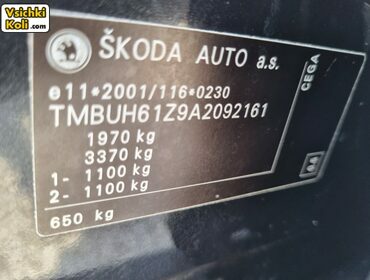 Vsichki
Koli.com
ŠKODA AUTO a.s.
e11*2001/116*0230
TMBUH61Z9A2092161
1970 kg
3370 kg
1- 1100 kg
2- 1100 kg
650 kg
CEGA